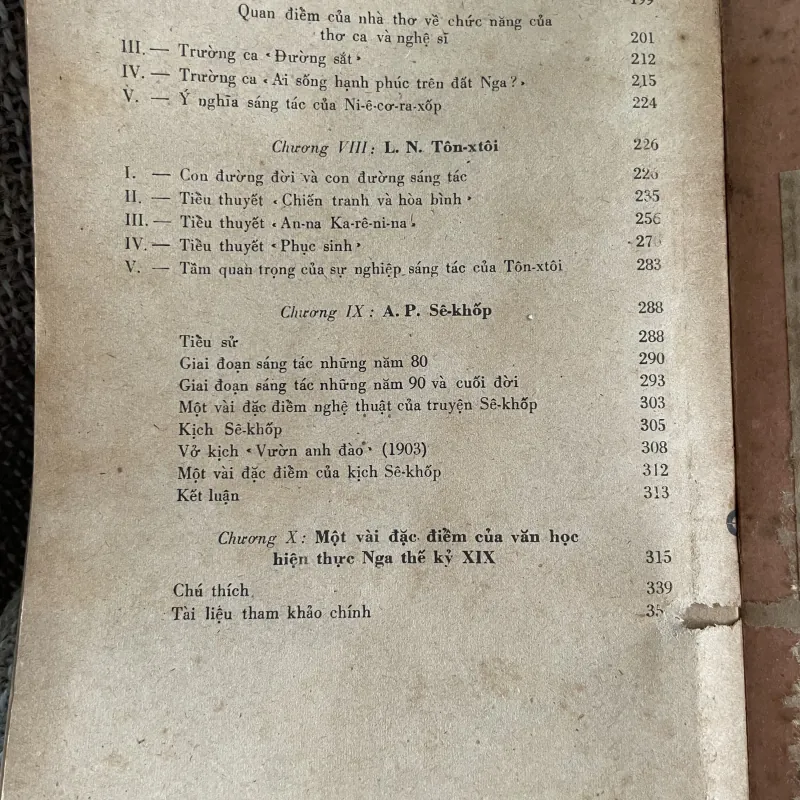 199
Quan điểm của nhà thơ về chức năng của
thơ ca và nghệ sĩ 201
III. — Trường ca «Đường sắt» 212
IV. — Trường ca «Ai sống hạnh phúc trên đất Nga?» 215
V. — Ý nghĩa sáng tác của Ni-ê-cơ-ra-xốp 224
Chương VIII: L. N. Tôn-xtôi 226
I. — Con đường đời và con đường sáng tác 226
II. — Tiểu thuyết «Chiến tranh và hòa bình» 235
III. — Tiểu thuyết «An-na Ka-rê-ni-na» 256
IV. — Tiểu thuyết «Phục sinh»
V. — Tầm quan trọng của sự nghiệp sáng tác của Tôn-xtôi 283
Chương IX: A. P. Sê-khốp 288
Tiểu sử 288
Giai đoạn sáng tác những năm 80 290
Giai đoạn sáng tác những năm 90 và cuối đời 293
Một vài đặc điểm nghệ thuật của truyện Sê-khốp 303
Kịch Sê-khốp 305
Vở kịch «Vườn anh đào» (1903) 308
Một vài đặc điểm của kịch Sê-khốp 312
Kết luận 313
Chương X: Một vài đặc điểm của văn học
hiện thực Nga thế kỷ XIX 315
Chú thích 339
Tài liệu tham khảo chính